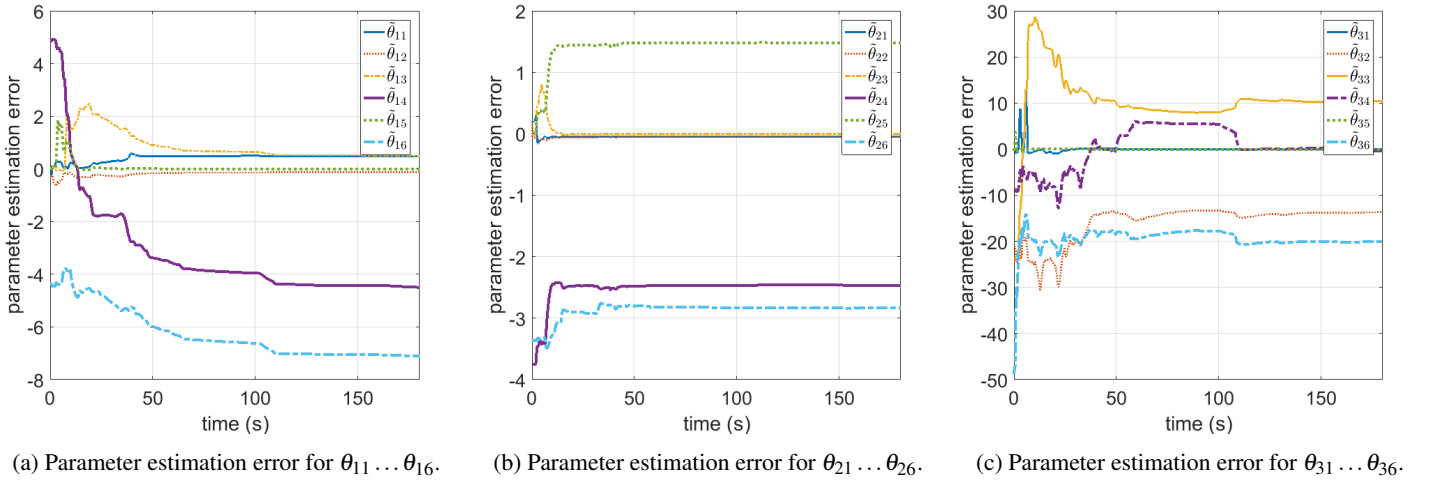 6
4
2
0
-2
-4
-6
-8
0
50
100
150
time (s)
parameter estimation error
θ̃₁₁
θ̃₁₂
θ̃₁₃
θ̃₁₄
θ̃₁₅
θ̃₁₆
(a) Parameter estimation error for θ₁₁ … θ₁₆.
2
1
0
-1
-2
-3
-4
0
50
100
150
time (s)
parameter estimation error
θ̃₂₁
θ̃₂₂
θ̃₂₃
θ̃₂₄
θ̃₂₅
θ̃₂₆
(b) Parameter estimation error for θ₂₁ … θ₂₆.
30
20
10
0
-10
-20
-30
-40
-50
0
50
100
150
time (s)
parameter estimation error
θ̃₃₁
θ̃₃₂
θ̃₃₃
θ̃₃₄
θ̃₃₅
θ̃₃₆
(c) Parameter estimation error for θ₃₁ … θ₃₆.